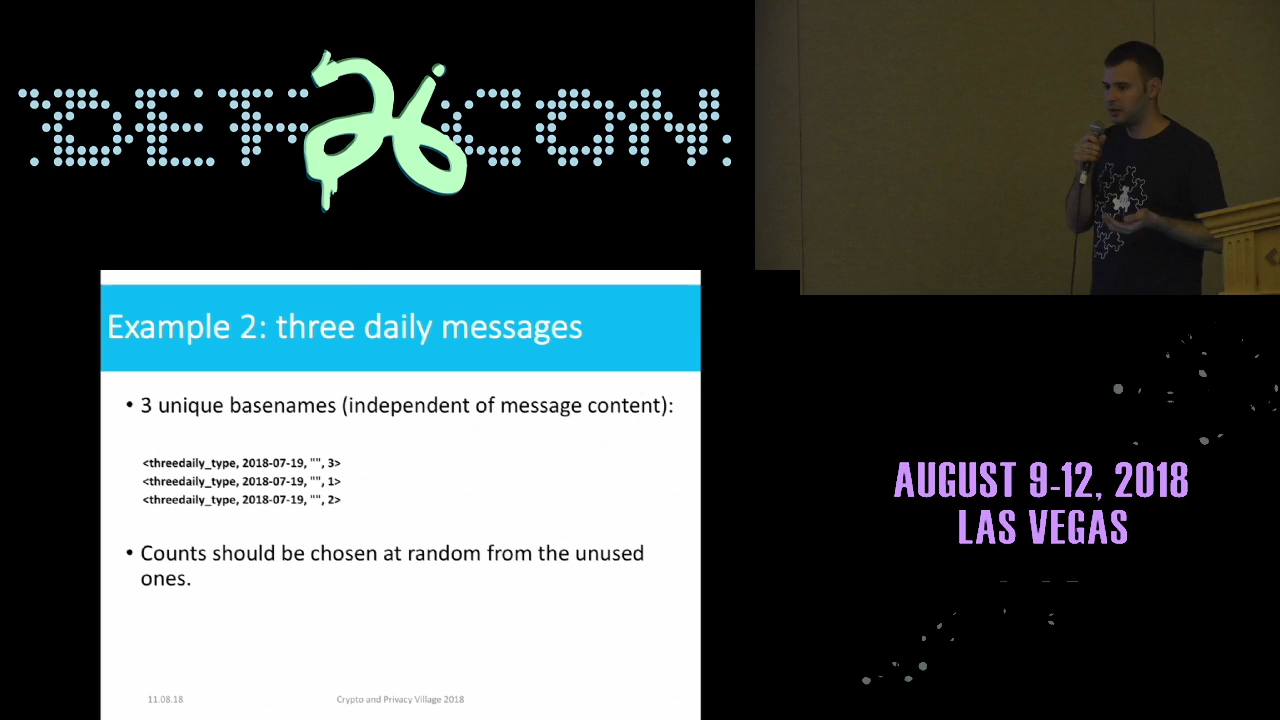 DEF 26 CON
Example 2: three daily messages
• 3 unique basenames (independent of message content):
<threedaily_type, 2018-07-19, "", 3>
<threedaily_type, 2018-07-19, "", 1>
<threedaily_type, 2018-07-19, "", 2>
• Counts should be chosen at random from the unused
ones.
11.08.18
Crypto and Privacy Village 2018
AUGUST 9-12, 2018
LAS VEGAS